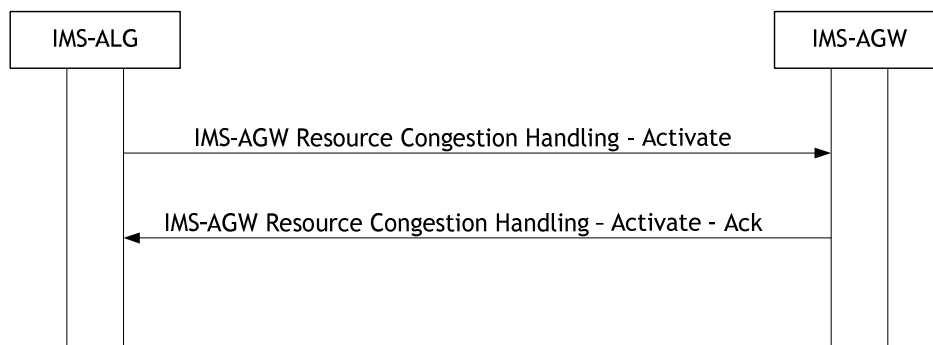 IMS-ALG
IMS-AGW
IMS-AGW Resource Congestion Handling - Activate
IMS-AGW Resource Congestion Handling – Activate - Ack